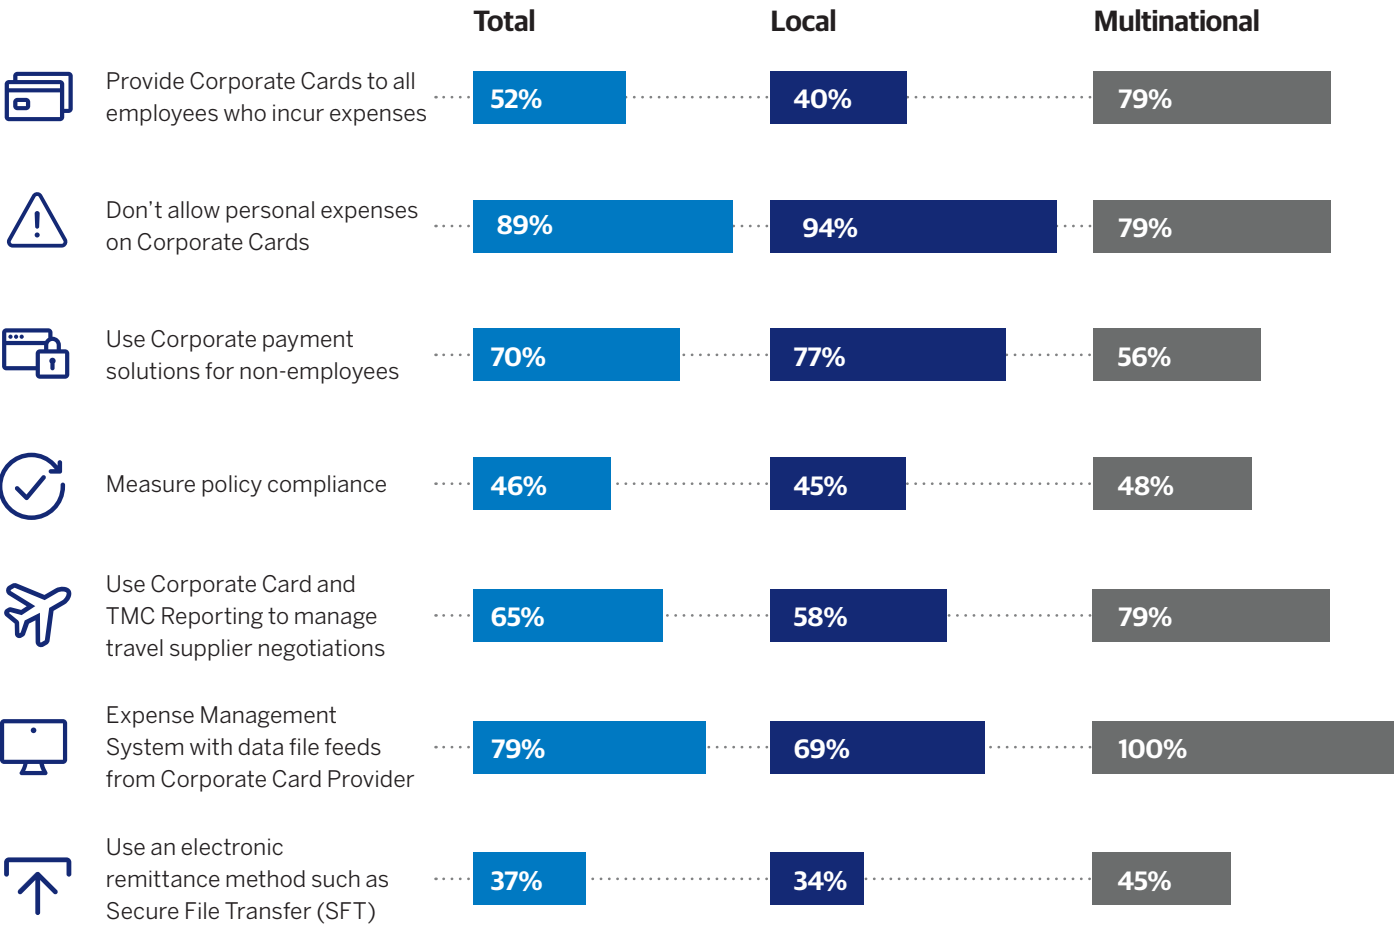 Total Local Multinational
Provide Corporate Cards to all
employees who incur expenses
52% 40% 79%
Don’t allow personal expenses
on Corporate Cards
89% 94% 79%
Use Corporate payment
solutions for non-employees
70% 77% 56%
Measure policy compliance
46% 45% 48%
Use Corporate Card and
TMC Reporting to manage
travel supplier negotiations
65% 58% 79%
Expense Management
System with data file feeds
from Corporate Card Provider
79% 69% 100%
Use an electronic
remittance method such as
Secure File Transfer (SFT)
37% 34% 45%